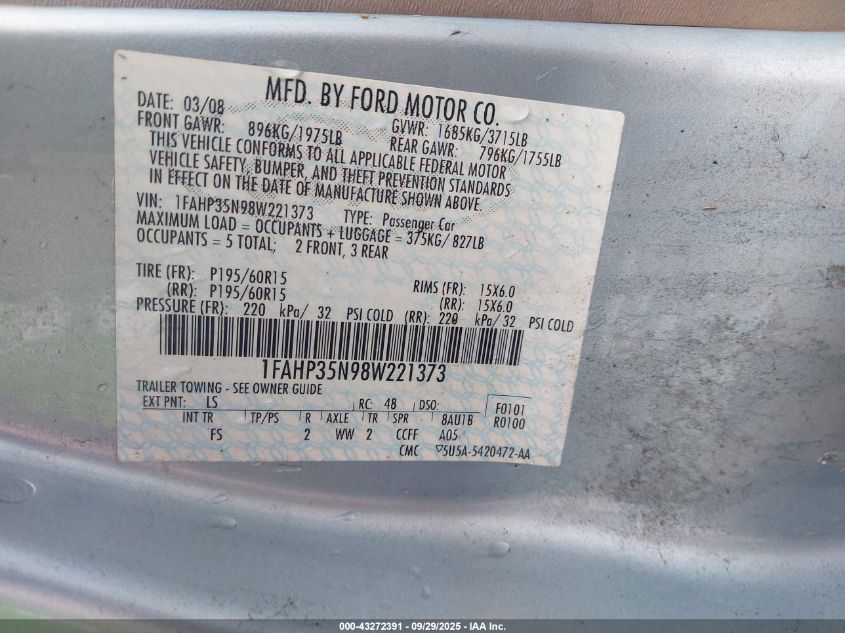 MFD. BY FORD MOTOR CO.
DATE: 03/08 GVWR: 1685KG/3715LB
FRONT GAWR: 896KG/1975LB REAR GAWR: 796KG/1755LB
THIS VEHICLE CONFORMS TO ALL APPLICABLE FEDERAL MOTOR
VEHICLE SAFETY, BUMPER, AND THEFT PREVENTION STANDARDS
IN EFFECT ON THE DATE OF MANUFACTURE SHOWN ABOVE.
VIN: 1FAHP35N98W221373 TYPE: Passenger Car
MAXIMUM LOAD = OCCUPANTS + LUGGAGE = 375KG/ 827LB
OCCUPANTS = 5 TOTAL; 2 FRONT, 3 REAR
TIRE (FR): P195/60R15 RIMS (FR): 15X6.0
(RR): P195/60R15 (RR): 15X6.0
PRESSURE (FR): 220 kPa/ 32 PSI COLD (RR): 220 kPa/ 32 PSI COLD
1FAHP35N98W221373
TRAILER TOWING - SEE OWNER GUIDE
EXT PNT: LS RC: 48 DSO: F0101
R0100
INT TR TP/PS R AXLE TR SPR 8AU1B
FS 2 WW 2 CCFF A05
CMC ▽5U5A-5420472-AA
000-43272391 - 09/29/2025 - IAA Inc.